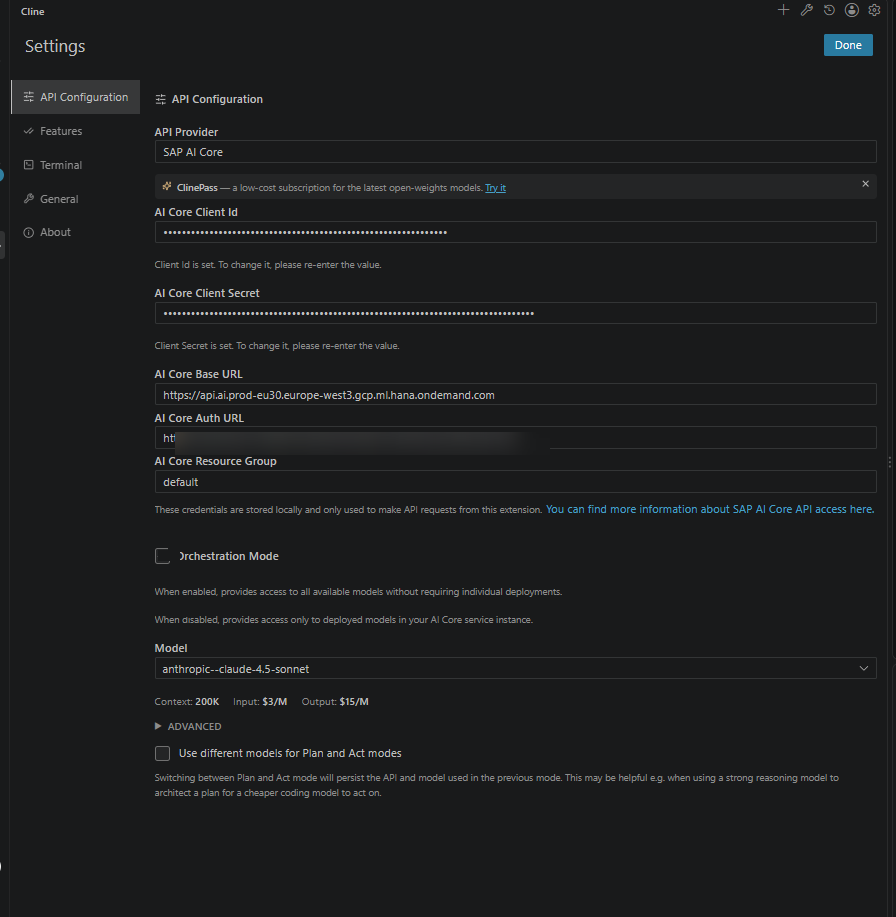 Cline
Settings
Done
API Configuration
Features
Terminal
General
About
API Configuration
API Provider
SAP AI Core
ClinePass — a low-cost subscription for the latest open-weights models. Try it
AI Core Client Id
••••••••••••••••••••••••••••••••••••••••••••••••••••••••••••••
Client Id is set. To change it, please re-enter the value.
AI Core Client Secret
•••••••••••••••••••••••••••••••••••••••••••••••••••••••••••••••••••••••••••••••••
Client Secret is set. To change it, please re-enter the value.
AI Core Base URL
https://api.ai.prod-eu30.europe-west3.gcp.ml.hana.ondemand.com
AI Core Auth URL
AI Core Resource Group
default
These credentials are stored locally and only used to make API requests from this extension. You can find more information about SAP AI Core API access here.
Orchestration Mode
When enabled, provides access to all available models without requiring individual deployments.
When disabled, provides access only to deployed models in your AI Core service instance.
Model
anthropic--claude-4.5-sonnet
Context: 200K Input: $3/M Output: $15/M
ADVANCED
Use different models for Plan and Act modes
Switching between Plan and Act mode will persist the API and model used in the previous mode. This may be helpful e.g. when using a strong reasoning model to
architect a plan for a cheaper coding model to act on.